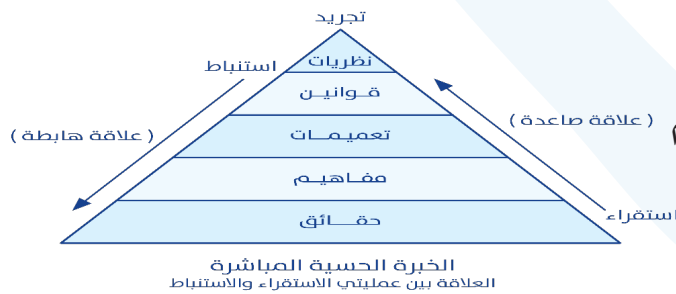 تجريد
نظريات
استنباط
قوانين
(علاقة صاعدة)
تعميمات
(علاقة هابطة)
مفاهيم
استقراء
حقائق
الخبرة الحسية المباشرة
العلاقة بين عمليتي الاستقراء والاستنباط